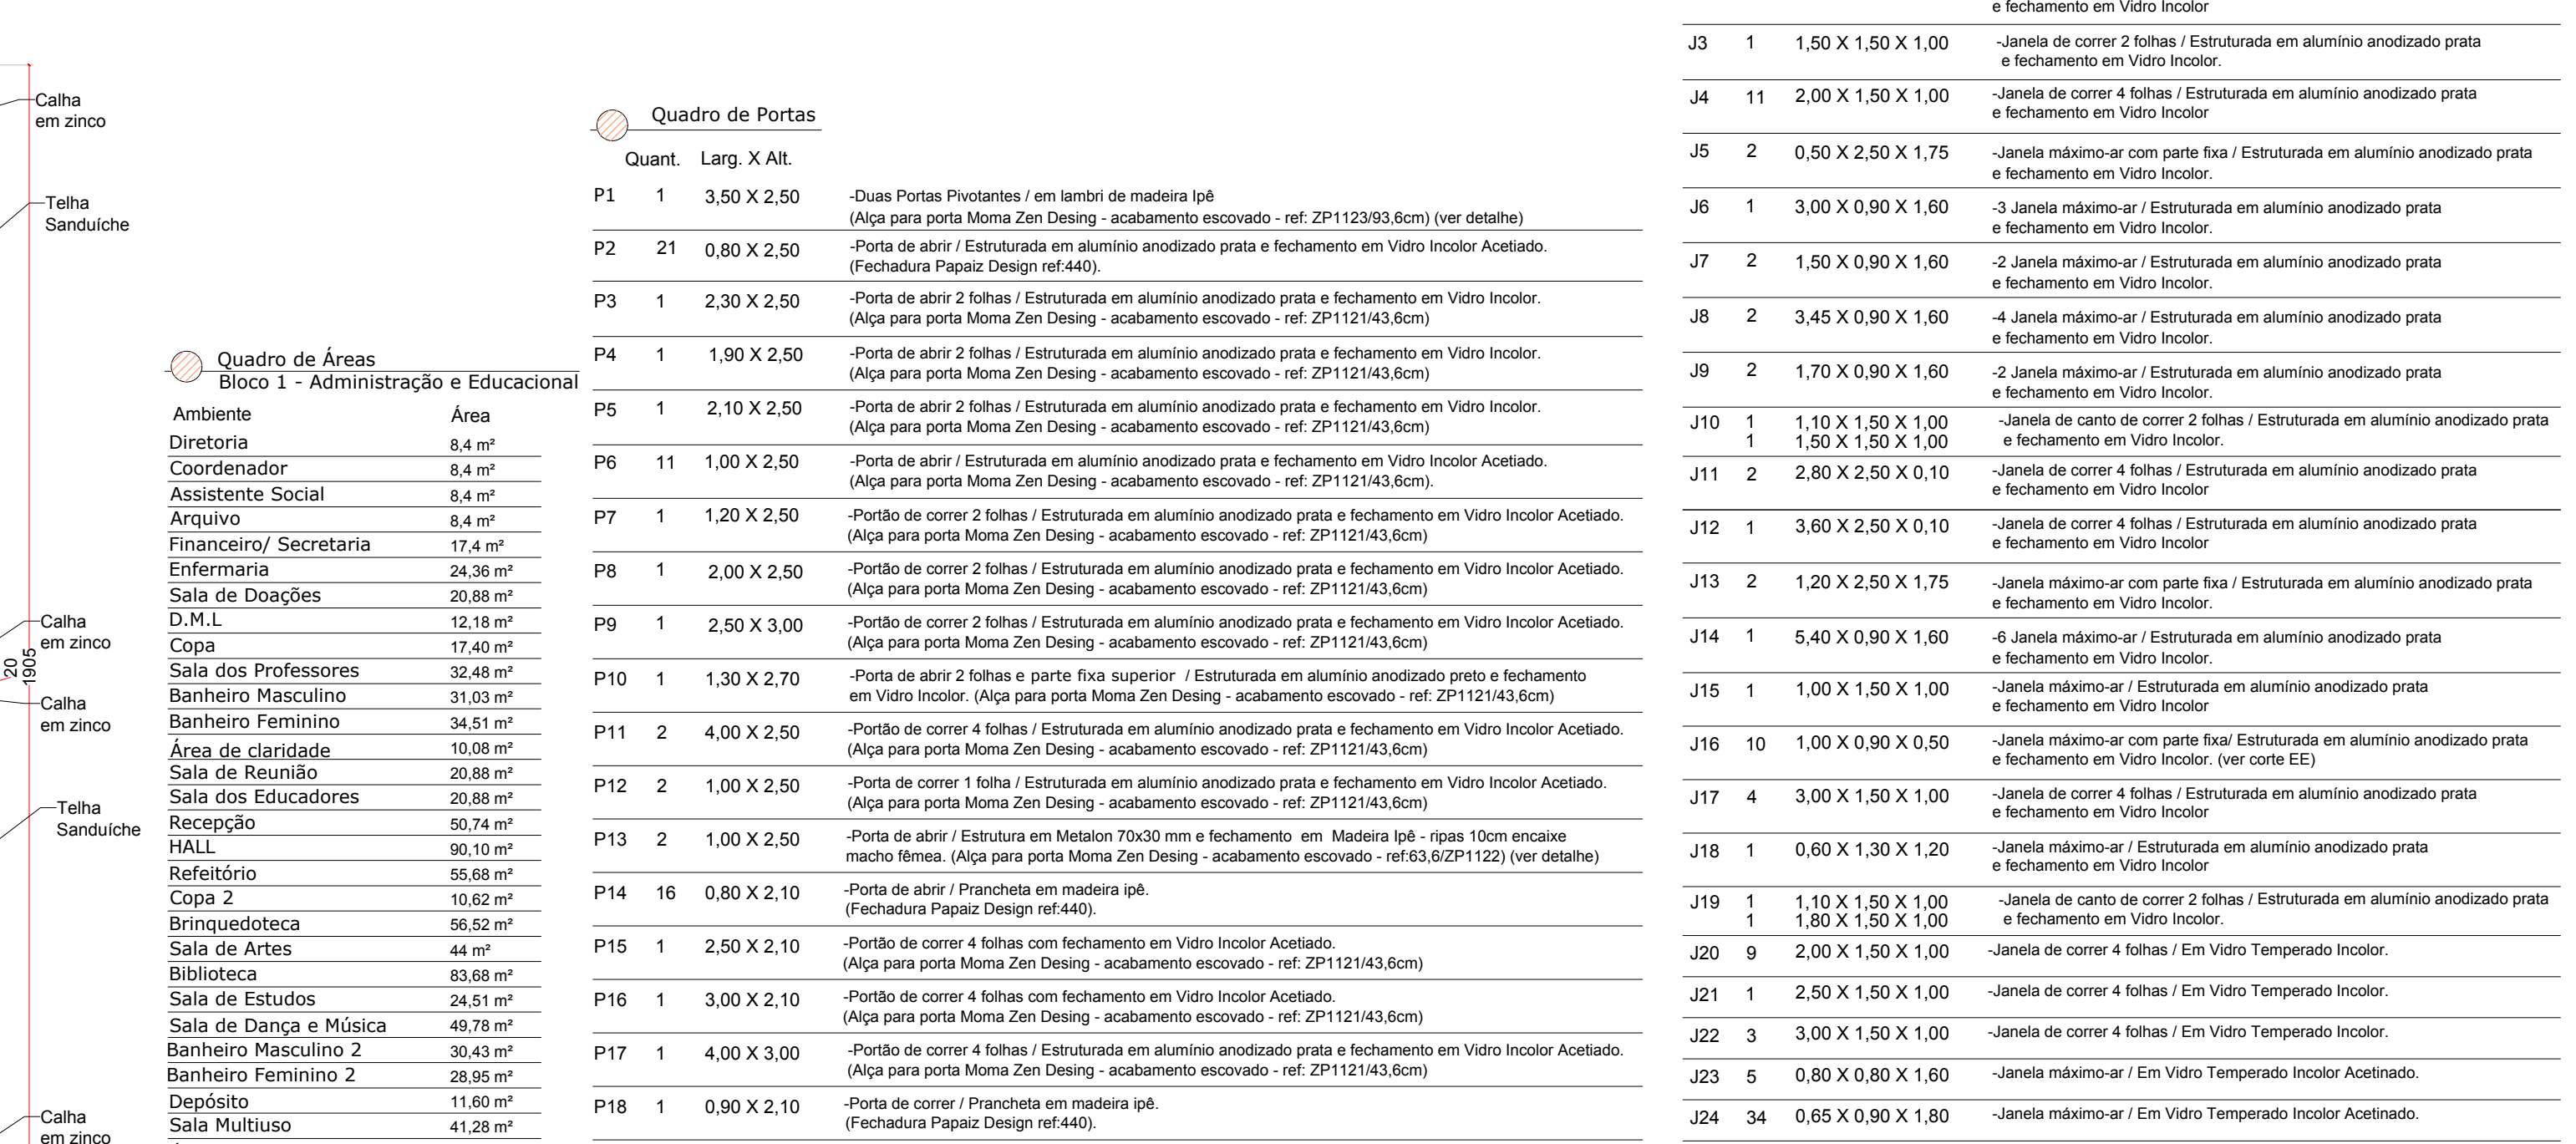 Calha
em zinco
Telha
Sanduíche
Calha
em zinco
20
1905
Calha
em zinco
Telha
Sanduíche
Calha
em zinco
Quadro de Áreas
Bloco 1 - Administração e Educacional
Ambiente Área
Diretoria 8,4 m²
Coordenador 8,4 m²
Assistente Social 8,4 m²
Arquivo 8,4 m²
Financeiro/ Secretaria 17,4 m²
Enfermaria 24,36 m²
Sala de Doações 20,88 m²
D.M.L 12,18 m²
Copa 17,40 m²
Sala dos Professores 32,48 m²
Banheiro Masculino 31,03 m²
Banheiro Feminino 34,51 m²
Área de claridade 10,08 m²
Sala de Reunião 20,88 m²
Sala dos Educadores 20,88 m²
Recepção 50,74 m²
HALL 90,10 m²
Refeitório 55,68 m²
Copa 2 10,62 m²
Brinquedoteca 56,52 m²
Sala de Artes 44 m²
Biblioteca 83,68 m²
Sala de Estudos 24,51 m²
Sala de Dança e Música 49,78 m²
Banheiro Masculino 2 30,43 m²
Banheiro Feminino 2 28,95 m²
Depósito 11,60 m²
Sala Multiuso 41,28 m²
Quadro de Portas
Quant. Larg. X Alt.
P1 1 3,50 X 2,50 -Duas Portas Pivotantes / em lambri de madeira Ipê
(Alça para porta Moma Zen Desing - acabamento escovado - ref: ZP1123/93,6cm) (ver detalhe)
P2 21 0,80 X 2,50 -Porta de abrir / Estruturada em alumínio anodizado prata e fechamento em Vidro Incolor Acetiado.
(Fechadura Papaiz Design ref:440).
P3 1 2,30 X 2,50 -Porta de abrir 2 folhas / Estruturada em alumínio anodizado prata e fechamento em Vidro Incolor.
(Alça para porta Moma Zen Desing - acabamento escovado - ref: ZP1121/43,6cm)
P4 1 1,90 X 2,50 -Porta de abrir 2 folhas / Estruturada em alumínio anodizado prata e fechamento em Vidro Incolor.
(Alça para porta Moma Zen Desing - acabamento escovado - ref: ZP1121/43,6cm)
P5 1 2,10 X 2,50 -Porta de abrir 2 folhas / Estruturada em alumínio anodizado prata e fechamento em Vidro Incolor.
(Alça para porta Moma Zen Desing - acabamento escovado - ref: ZP1121/43,6cm)
P6 11 1,00 X 2,50 -Porta de abrir / Estruturada em alumínio anodizado prata e fechamento em Vidro Incolor Acetiado.
(Alça para porta Moma Zen Desing - acabamento escovado - ref: ZP1121/43,6cm).
P7 1 1,20 X 2,50 -Portão de correr 2 folhas / Estruturada em alumínio anodizado prata e fechamento em Vidro Incolor Acetiado.
(Alça para porta Moma Zen Desing - acabamento escovado - ref: ZP1121/43,6cm)
P8 1 2,00 X 2,50 -Portão de correr 2 folhas / Estruturada em alumínio anodizado prata e fechamento em Vidro Incolor Acetiado.
(Alça para porta Moma Zen Desing - acabamento escovado - ref: ZP1121/43,6cm)
P9 1 2,50 X 3,00 -Portão de correr 2 folhas / Estruturada em alumínio anodizado prata e fechamento em Vidro Incolor Acetiado.
(Alça para porta Moma Zen Desing - acabamento escovado - ref: ZP1121/43,6cm)
P10 1 1,30 X 2,70 -Porta de abrir 2 folhas e parte fixa superior / Estruturada em alumínio anodizado preto e fechamento
em Vidro Incolor. (Alça para porta Moma Zen Desing - acabamento escovado - ref: ZP1121/43,6cm)
P11 2 4,00 X 2,50 -Portão de correr 4 folhas / Estruturada em alumínio anodizado prata e fechamento em Vidro Incolor Acetiado.
(Alça para porta Moma Zen Desing - acabamento escovado - ref: ZP1121/43,6cm)
P12 2 1,00 X 2,50 -Porta de correr 1 folha / Estruturada em alumínio anodizado prata e fechamento em Vidro Incolor Acetiado.
(Alça para porta Moma Zen Desing - acabamento escovado - ref: ZP1121/43,6cm)
P13 2 1,00 X 2,50 -Porta de abrir / Estrutura em Metalon 70x30 mm e fechamento em Madeira Ipê - ripas 10cm encaixe
macho fêmea. (Alça para porta Moma Zen Desing - acabamento escovado - ref:63,6/ZP1122) (ver detalhe)
P14 16 0,80 X 2,10 -Porta de abrir / Prancheta em madeira ipê.
(Fechadura Papaiz Design ref:440).
P15 1 2,50 X 2,10 -Portão de correr 4 folhas com fechamento em Vidro Incolor Acetiado.
(Alça para porta Moma Zen Desing - acabamento escovado - ref: ZP1121/43,6cm)
P16 1 3,00 X 2,10 -Portão de correr 4 folhas com fechamento em Vidro Incolor Acetiado.
(Alça para porta Moma Zen Desing - acabamento escovado - ref: ZP1121/43,6cm)
P17 1 4,00 X 3,00 -Portão de correr 4 folhas / Estruturada em alumínio anodizado prata e fechamento em Vidro Incolor Acetiado.
(Alça para porta Moma Zen Desing - acabamento escovado - ref: ZP1121/43,6cm)
P18 1 0,90 X 2,10 -Porta de correr / Prancheta em madeira ipê.
(Fechadura Papaiz Design ref:440).
e fechamento em Vidro Incolor
J3 1 1,50 X 1,50 X 1,00 -Janela de correr 2 folhas / Estruturada em alumínio anodizado prata
e fechamento em Vidro Incolor.
J4 11 2,00 X 1,50 X 1,00 -Janela de correr 4 folhas / Estruturada em alumínio anodizado prata
e fechamento em Vidro Incolor
J5 2 0,50 X 2,50 X 1,75 -Janela máximo-ar com parte fixa / Estruturada em alumínio anodizado prata
e fechamento em Vidro Incolor.
J6 1 3,00 X 0,90 X 1,60 -3 Janela máximo-ar / Estruturada em alumínio anodizado prata
e fechamento em Vidro Incolor.
J7 2 1,50 X 0,90 X 1,60 -2 Janela máximo-ar / Estruturada em alumínio anodizado prata
e fechamento em Vidro Incolor.
J8 2 3,45 X 0,90 X 1,60 -4 Janela máximo-ar / Estruturada em alumínio anodizado prata
e fechamento em Vidro Incolor.
J9 2 1,70 X 0,90 X 1,60 -2 Janela máximo-ar / Estruturada em alumínio anodizado prata
e fechamento em Vidro Incolor.
J10 1 1,10 X 1,50 X 1,00 -Janela de canto de correr 2 folhas / Estruturada em alumínio anodizado prata
1 1,50 X 1,50 X 1,00 e fechamento em Vidro Incolor.
J11 2 2,80 X 2,50 X 0,10 -Janela de correr 4 folhas / Estruturada em alumínio anodizado prata
e fechamento em Vidro Incolor
J12 1 3,60 X 2,50 X 0,10 -Janela de correr 4 folhas / Estruturada em alumínio anodizado prata
e fechamento em Vidro Incolor
J13 2 1,20 X 2,50 X 1,75 -Janela máximo-ar com parte fixa / Estruturada em alumínio anodizado prata
e fechamento em Vidro Incolor.
J14 1 5,40 X 0,90 X 1,60 -6 Janela máximo-ar / Estruturada em alumínio anodizado prata
e fechamento em Vidro Incolor.
J15 1 1,00 X 1,50 X 1,00 -Janela máximo-ar / Estruturada em alumínio anodizado prata
e fechamento em Vidro Incolor
J16 10 1,00 X 0,90 X 0,50 -Janela máximo-ar com parte fixa/ Estruturada em alumínio anodizado prata
e fechamento em Vidro Incolor. (ver corte EE)
J17 4 3,00 X 1,50 X 1,00 -Janela de correr 4 folhas / Estruturada em alumínio anodizado prata
e fechamento em Vidro Incolor
J18 1 0,60 X 1,30 X 1,20 -Janela máximo-ar / Estruturada em alumínio anodizado prata
e fechamento em Vidro Incolor
J19 1 1,10 X 1,50 X 1,00 -Janela de canto de correr 2 folhas / Estruturada em alumínio anodizado prata
1 1,80 X 1,50 X 1,00 e fechamento em Vidro Incolor.
J20 9 2,00 X 1,50 X 1,00 -Janela de correr 4 folhas / Em Vidro Temperado Incolor.
J21 1 2,50 X 1,50 X 1,00 -Janela de correr 4 folhas / Em Vidro Temperado Incolor.
J22 3 3,00 X 1,50 X 1,00 -Janela de correr 4 folhas / Em Vidro Temperado Incolor.
J23 5 0,80 X 0,80 X 1,60 -Janela máximo-ar / Em Vidro Temperado Incolor Acetinado.
J24 34 0,65 X 0,90 X 1,80 -Janela máximo-ar / Em Vidro Temperado Incolor Acetinado.